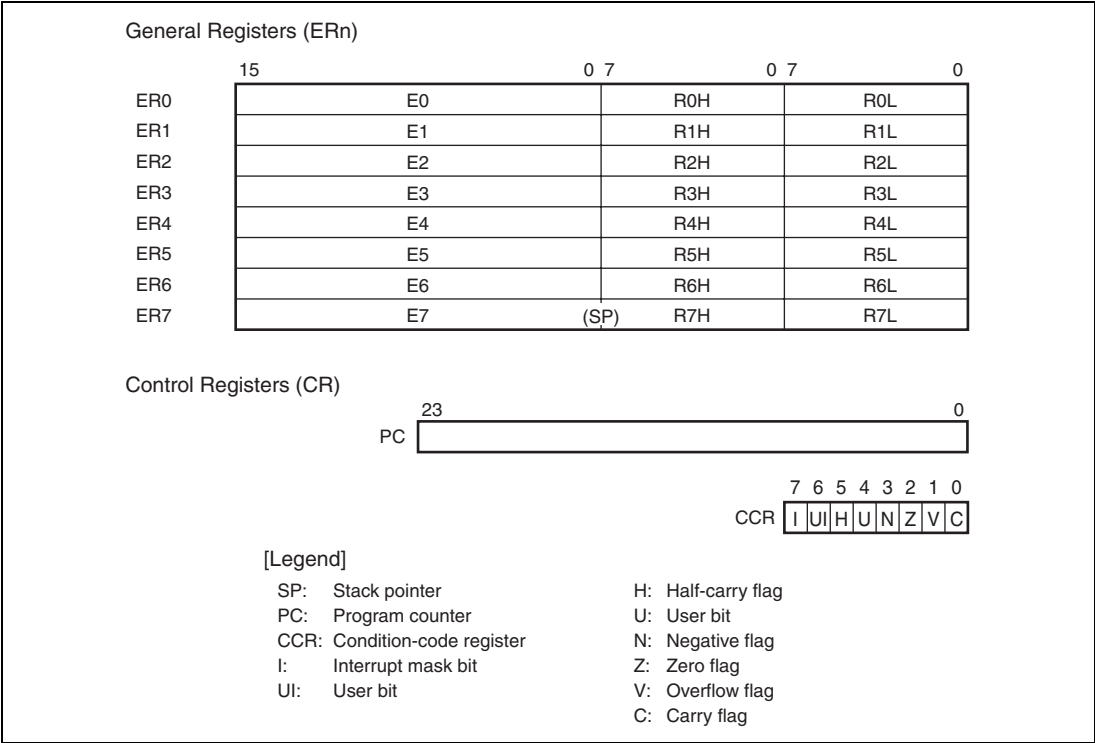 General Registers (ERn)
15 0 7 0 7 0
ER0 E0 R0H R0L
ER1 E1 R1H R1L
ER2 E2 R2H R2L
ER3 E3 R3H R3L
ER4 E4 R4H R4L
ER5 E5 R5H R5L
ER6 E6 R6H R6L
ER7 E7 (SP) R7H R7L
Control Registers (CR)
23 0
PC
7 6 5 4 3 2 1 0
CCR I UI H U N Z V C
[Legend]
SP: Stack pointer
PC: Program counter
CCR: Condition-code register
I: Interrupt mask bit
UI: User bit
H: Half-carry flag
U: User bit
N: Negative flag
Z: Zero flag
V: Overflow flag
C: Carry flag